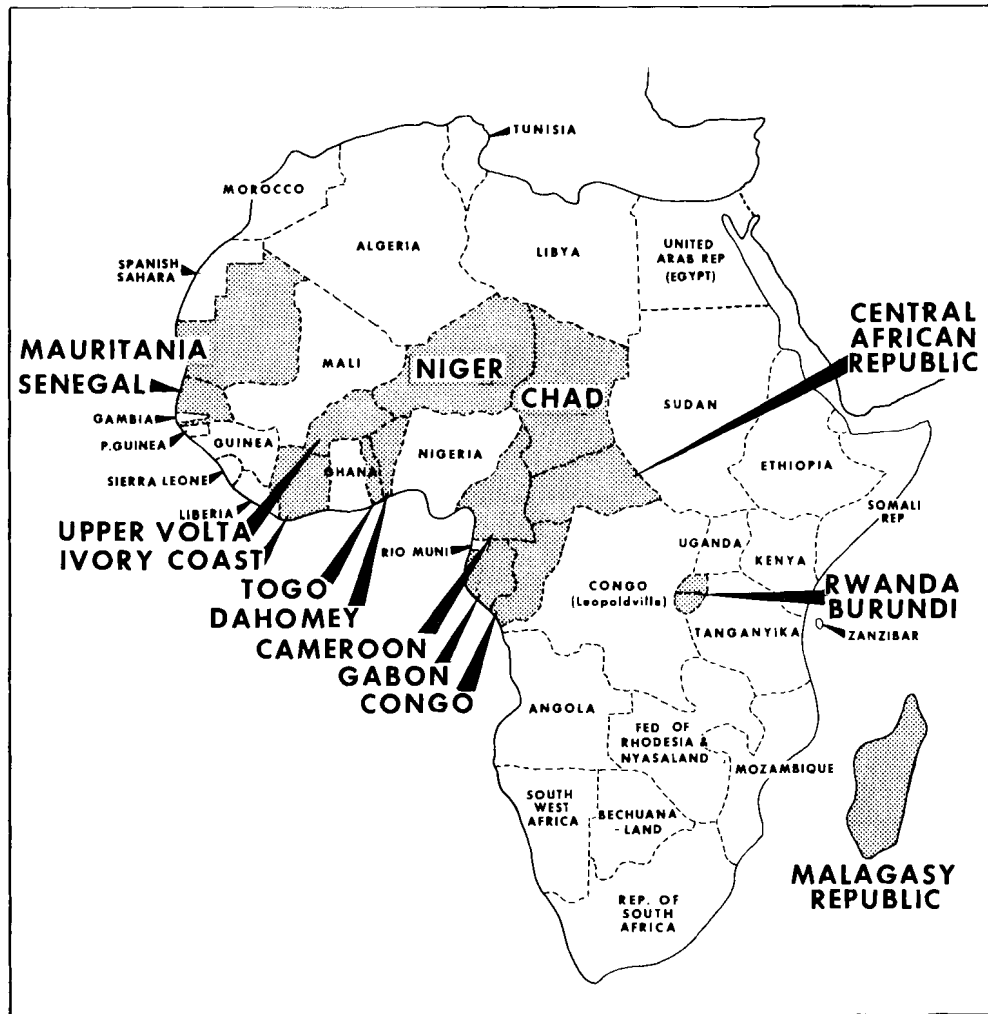 TUNISIA
MOROCCO
ALGERIA
LIBYA
UNITED
ARAB REP
(EGYPT)
SPANISH
SAHARA
CENTRAL
AFRICAN
REPUBLIC
MAURITANIA
SENEGAL
MALI
NIGER
CHAD
SUDAN
GAMBIA
P.GUINEA
GUINEA
SIERRA LEONE
LIBERIA
GHANA
NIGERIA
ETHIOPIA
SOMALI
REP
UPPER VOLTA
IVORY COAST
TOGO
DAHOMEY
CAMEROON
GABON
CONGO
RIO MUNI
UGANDA
KENYA
CONGO
(Leopoldville)
RWANDA
BURUNDI
TANGANYIKA
ZANZIBAR
ANGOLA
FED OF
RHODESIA &
NYASALAND
MOZAMBIQUE
SOUTH
WEST
AFRICA
BECHUANA
-LAND
REP. OF
SOUTH
AFRICA
MALAGASY
REPUBLIC